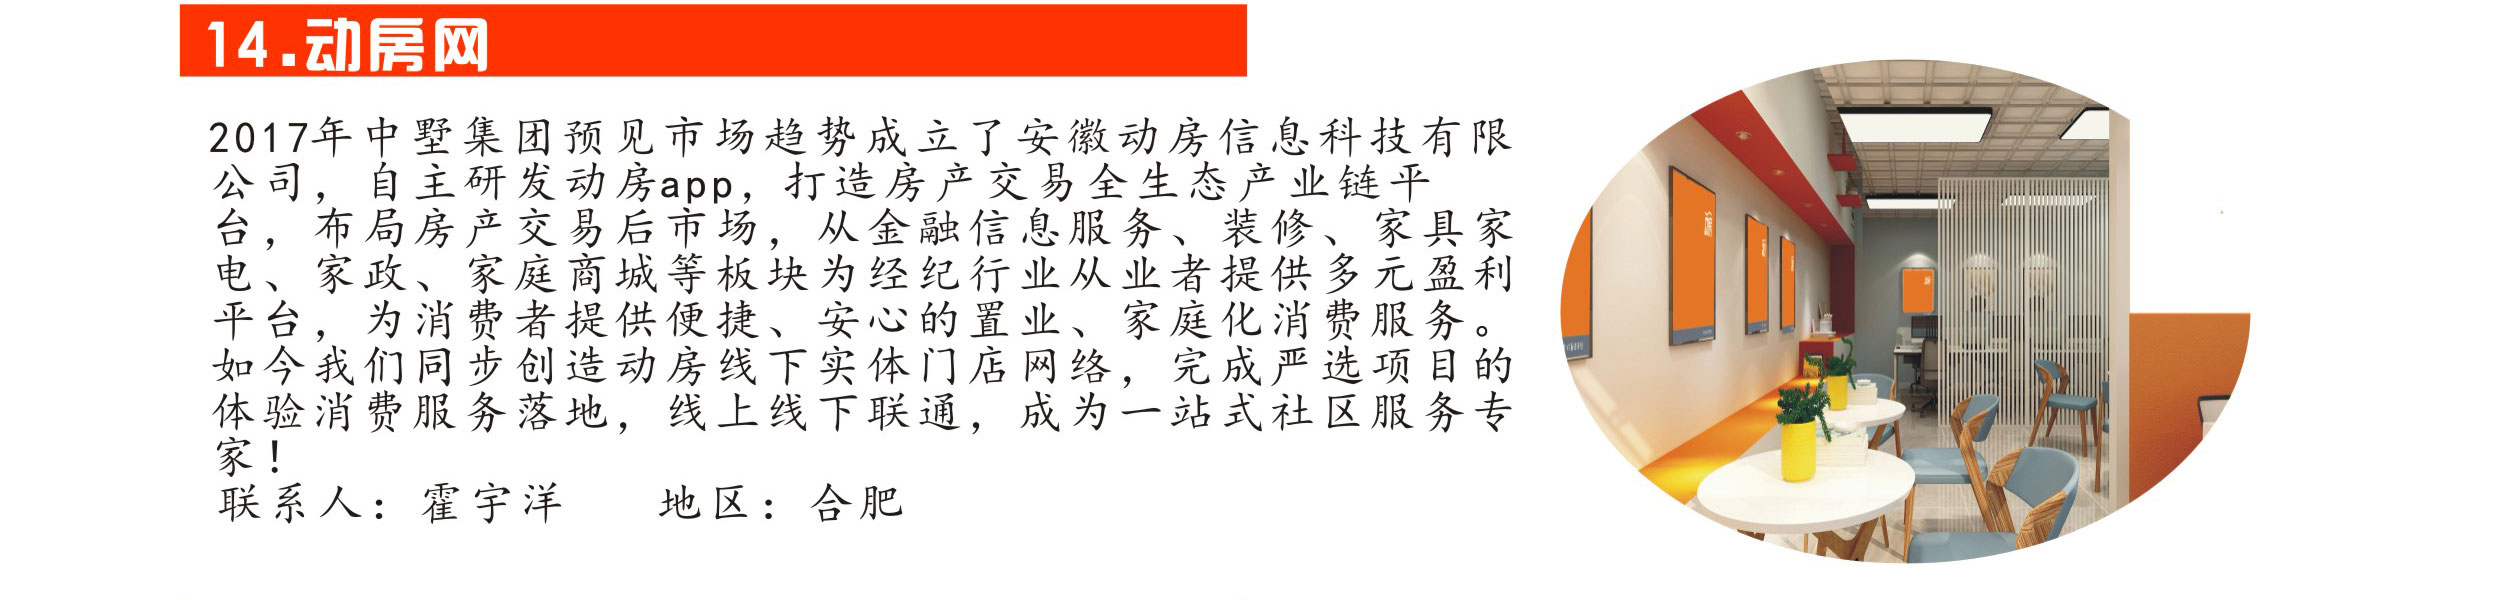 14.动房网
2017年中墅集团预见市场趋势成立了安徽动房信息科技有限
公司，自主研发动房app，打造房产交易全生态产业链平
台，布局房产交易后市场，从金融信息服务、装修、家具家
电、家政、家庭商城等板块为经纪行业从业者提供多元盈利
平台，为消费者提供便捷、安心的置业、家庭化消费服务。
如今我们同步创造动房线下实体门店网络，完成严选项目的
体验消费服务落地，线上线下联通，成为一站式社区服务专
家！
联系人：霍宇洋 地区：合肥